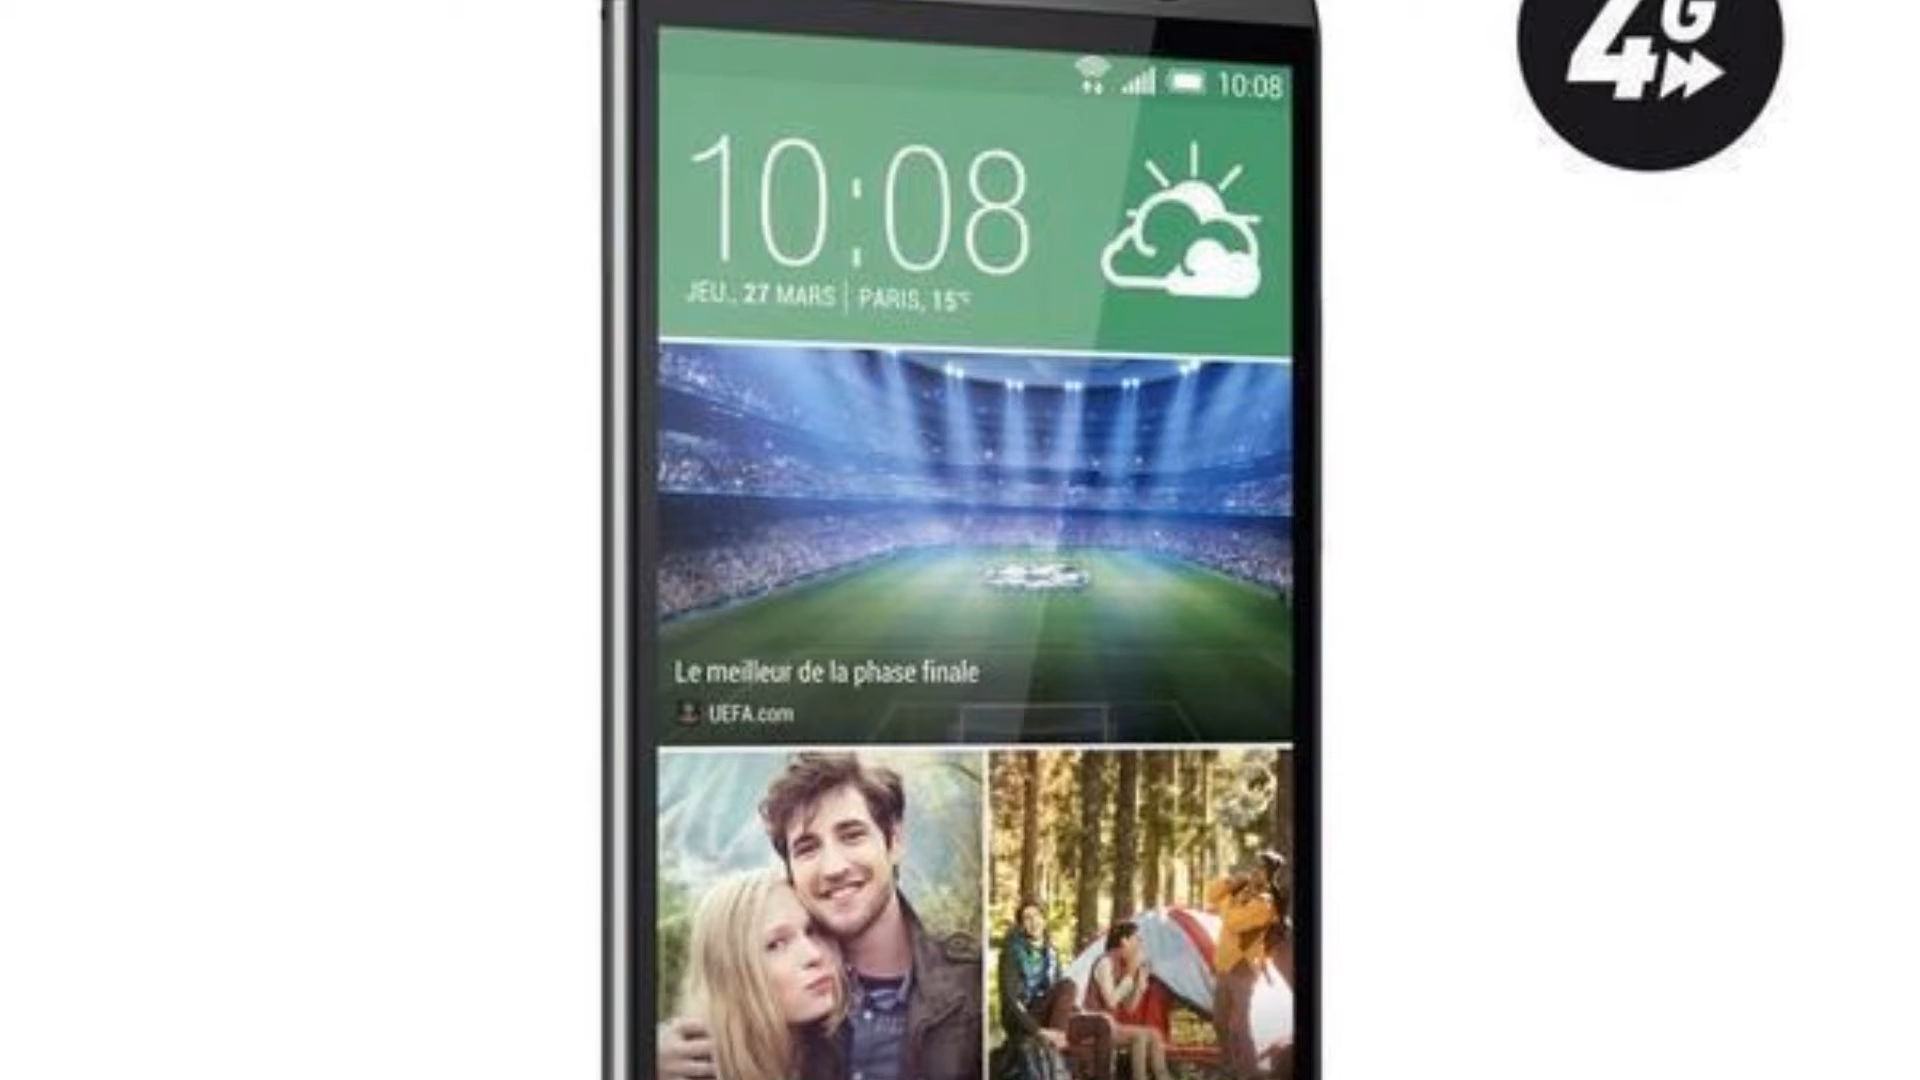 4G
10:08
10:08
JEU., 27 MARS | PARIS, 15°C
Le meilleur de la phase finale
UEFA.com